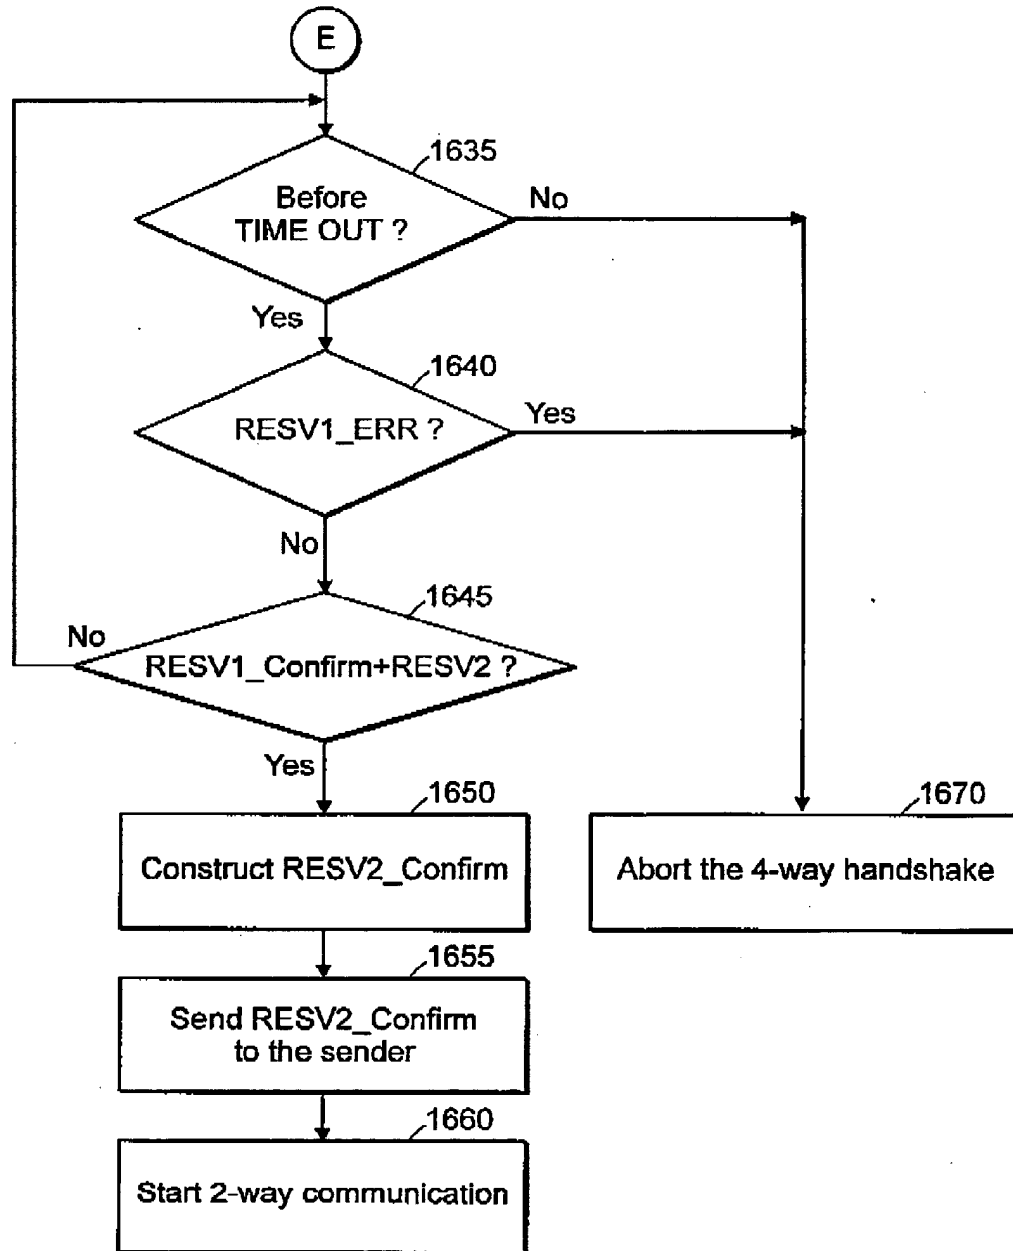 E
1635
Before
TIME OUT ?
No
Yes
1640
RESV1_ERR ?
Yes
No
1645
No
RESV1_Confirm+RESV2 ?
Yes
1650
Construct RESV2_Confirm
1670
Abort the 4-way handshake
1655
Send RESV2_Confirm
to the sender
1660
Start 2-way communication